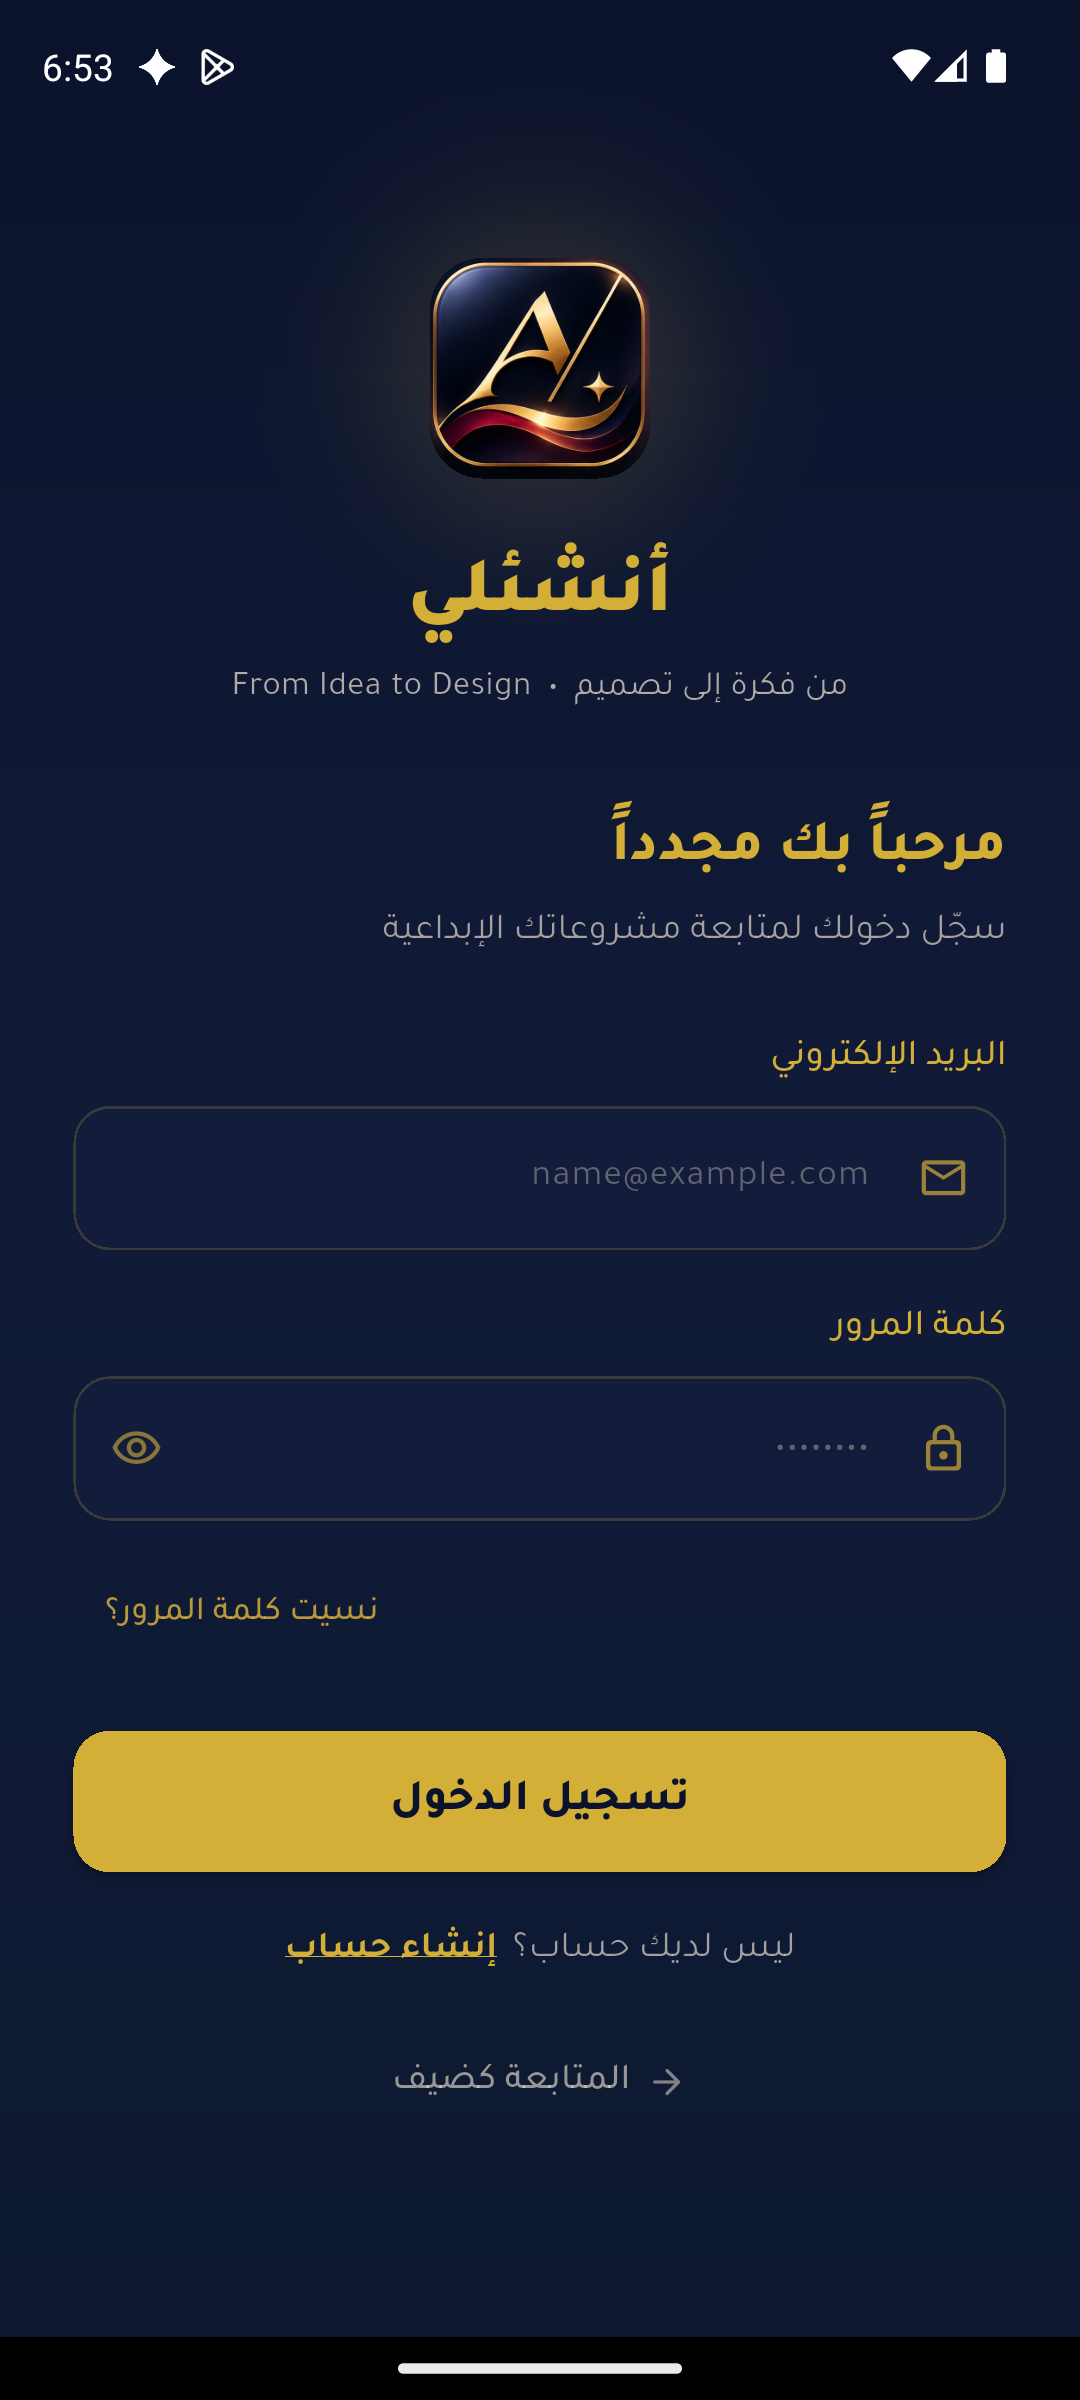 6:53
أنشئلي
من فكرة إلى تصميم • From Idea to Design
مرحباً بك مجدداً
سجّل دخولك لمتابعة مشروعاتك الإبداعية
البريد الإلكتروني
name@example.com
كلمة المرور
••••••••
نسيت كلمة المرور؟
تسجيل الدخول
ليس لديك حساب؟ إنشاء حساب
المتابعة كضيف